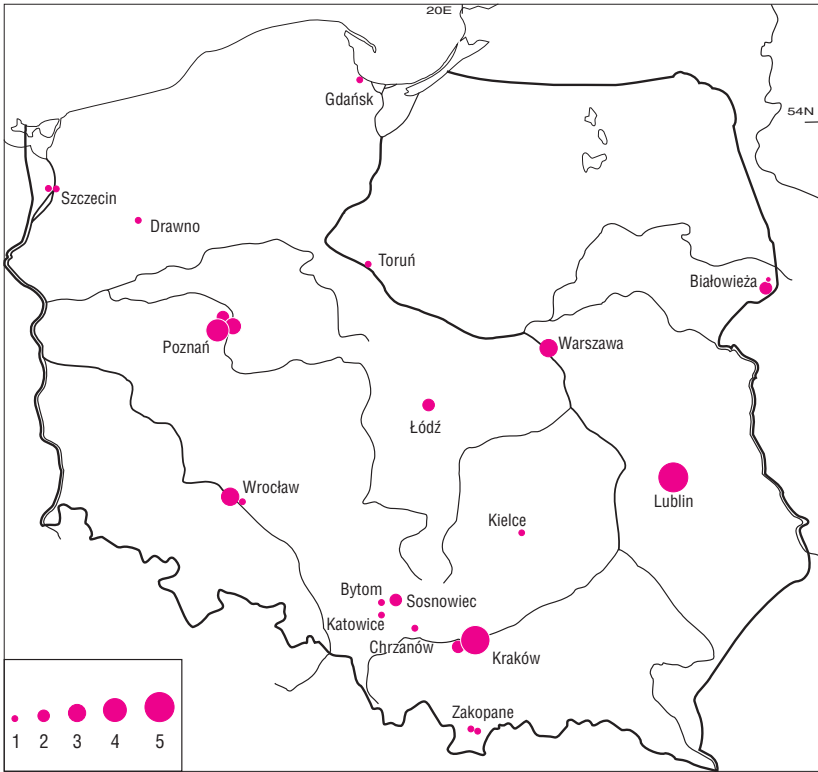 20E
Gdańsk
54N
Szczecin
Drawno
Toruń
Białowieża
Poznań
Warszawa
Łódź
Wrocław
Lublin
Kielce
Bytom
Sosnowiec
Katowice
Chrzanów
Kraków
Zakopane
1 2 3 4 5